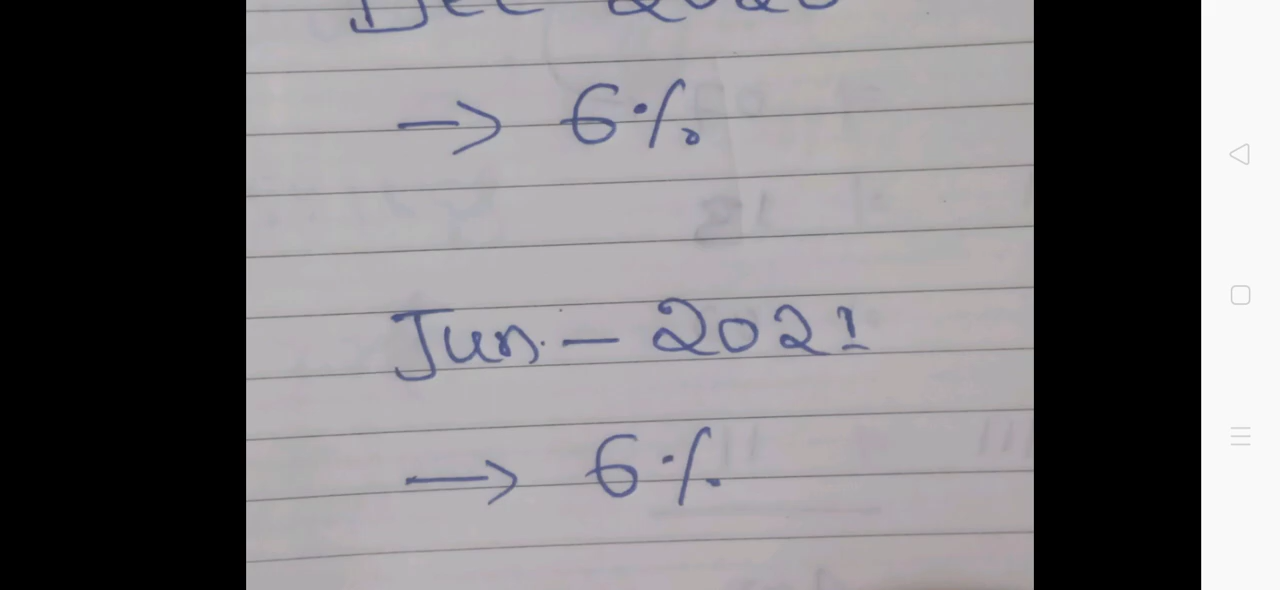 → 6%
Jun. – 2021
→ 6%